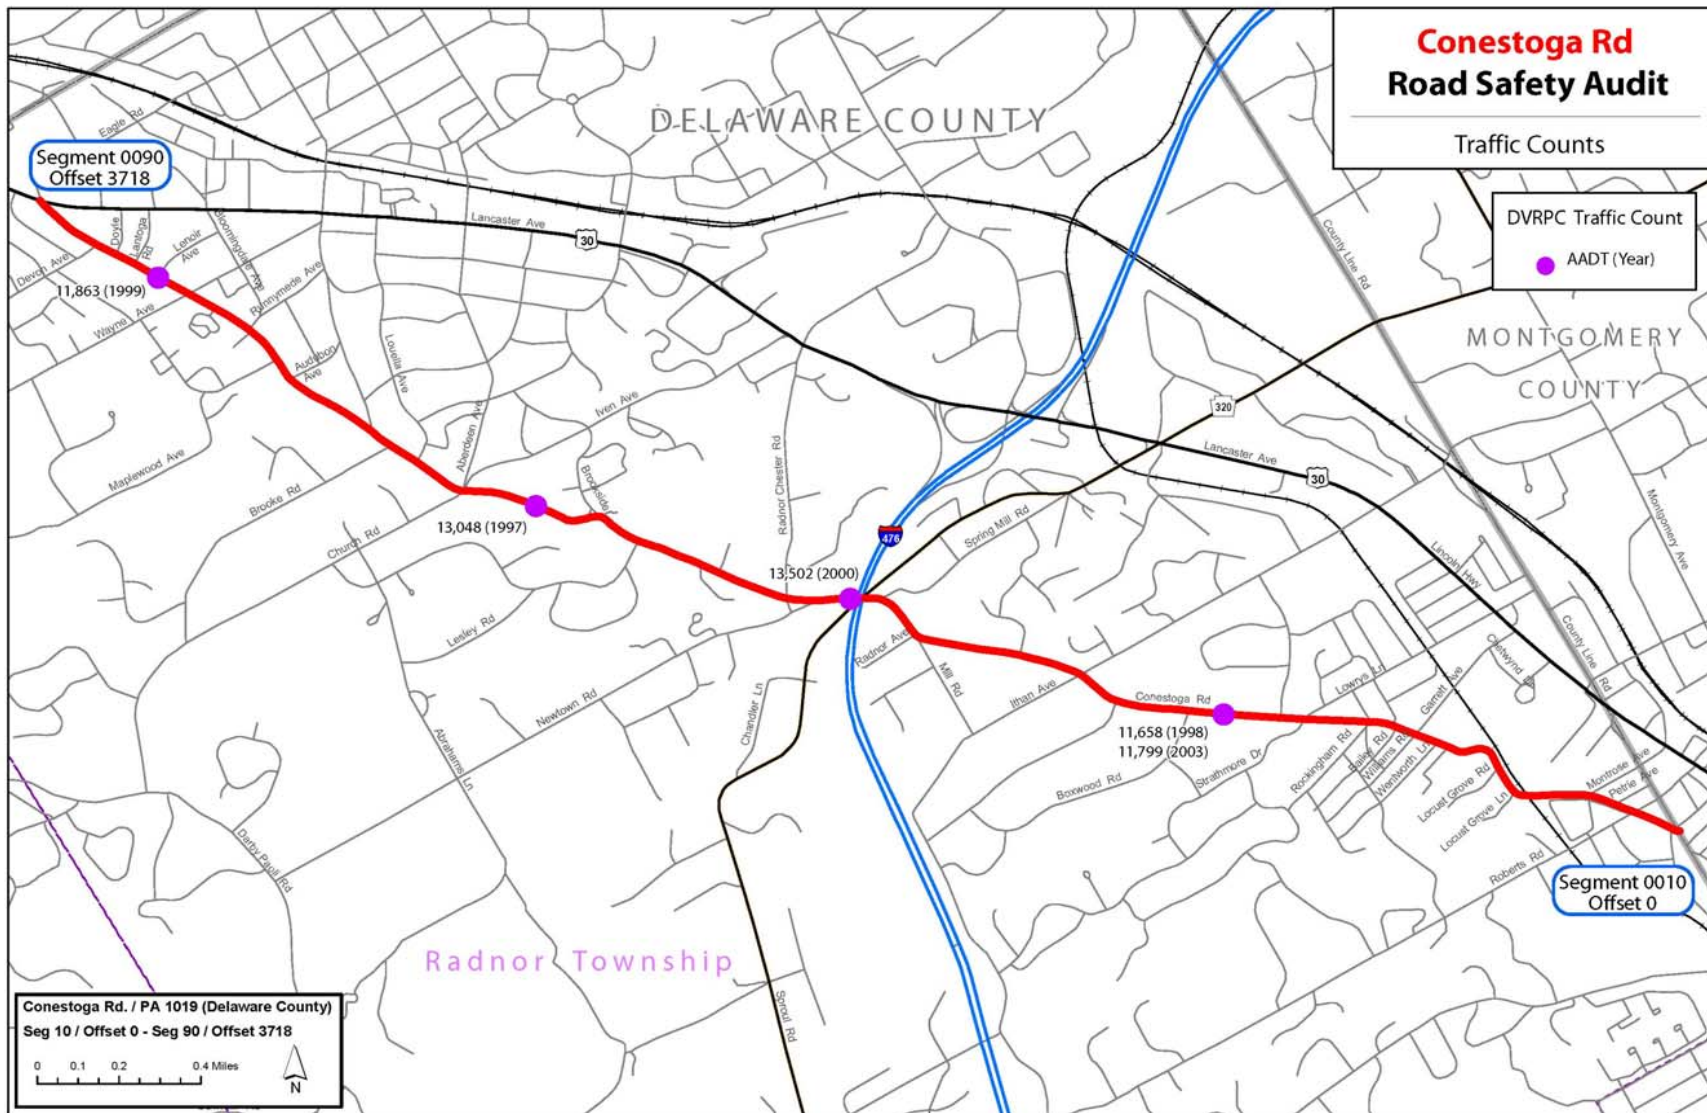 Conestoga Rd
Road Safety Audit
Traffic Counts
DVRPC Traffic Count
AADT (Year)
DELAWARE COUNTY
MONTGOMERY
COUNTY
Radnor Township
Segment 0090
Offset 3718
Eagle Rd
Doyle
Lantoga
Rd
Lenoir
Ave
Bloomingdale Ave
Runnymede Ave
Devon Ave
11,863 (1999)
Wayne Ave
Audubon
Ave
Louella Ave
Lancaster Ave
30
Aberdeen Ave
Iven Ave
Maplewood Ave
Brooke Rd
Church Rd
13,048 (1997)
Brookside
Radnor Chester Rd
13,502 (2000)
476
Spring Mill Rd
320
Lancaster Ave
30
County Line Rd
Montgomery Ave
Lincoln Hwy
County Line Rd
Lesley Rd
Newtown Rd
Chandler Ln
Radnor Ave
Mill Rd
Ithan Ave
Conestoga Rd
11,658 (1998)
11,799 (2003)
Boxwood Rd
Strathmore Dr
Rockingham Rd
Bailey Rd
Williams Rd
Wentworth Ln
Garrett Ave
Lowrys Ln
Chetwynd
Locust Grove Rd
Locust Grove Ln
Montrose Ave
Petrie Ave
Roberts Rd
Abrahams Ln
Darby Paoli Rd
Sproul Rd
Segment 0010
Offset 0
Conestoga Rd. / PA 1019 (Delaware County)
Seg 10 / Offset 0 - Seg 90 / Offset 3718
0 0.1 0.2 0.4 Miles
N